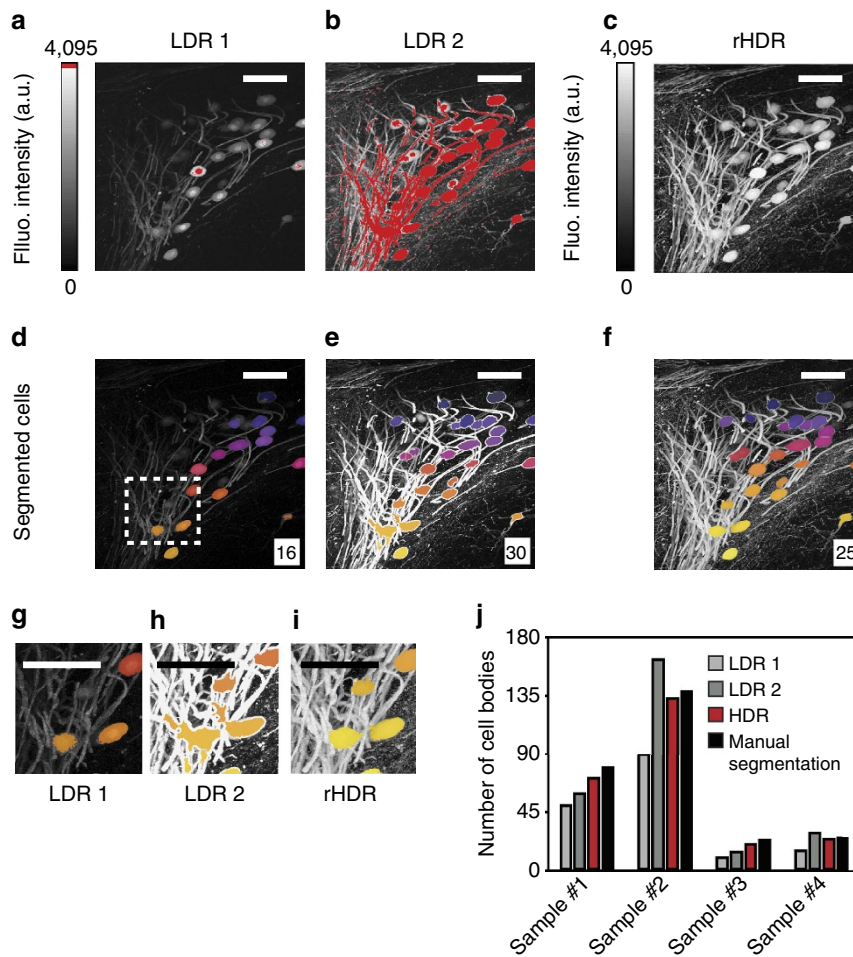 a
LDR 1
b
LDR 2
c
rHDR
4,095
4,095
Flluo. intensity (a.u.)
Fluo. intensity (a.u.)
0
0
d
e
f
Segmented cells
16
30
25
g
h
i
LDR 1
LDR 2
rHDR
j
180
135
90
45
0
Number of cell bodies
LDR 1
LDR 2
HDR
Manual
segmentation
Sample #1
Sample #2
Sample #3
Sample #4